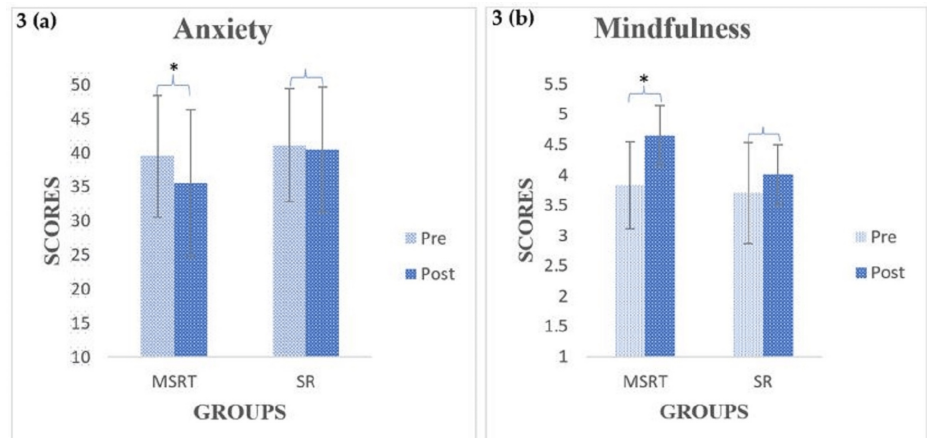 3 (a)
Anxiety
*
50
45
40
35
30
25
20
15
10
SCORES
Pre
Post
MSRT SR
GROUPS
3 (b)
Mindfulness
*
5.5
5
4.5
4
3.5
3
2.5
2
1.5
1
SCORES
Pre
Post
MSRT SR
GROUPS